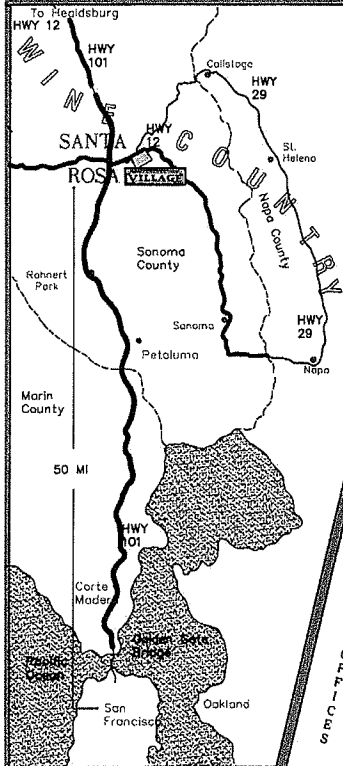 To Healdsburg
HWY 12
HWY
101
WINE COUNTRY
Calistoga
HWY
29
HWY
12
SANTA
ROSA
VILLAGE
St.
Helena
Napa County
Sonoma
County
Rohnert
Park
Sonoma
HWY
29
Petaluma
Napa
Marin
County
50 MI
HWY
101
Corte
Mader
Golden Gate
Bridge
Pacific
Ocean
San
Francisco
Oakland
OFFICES